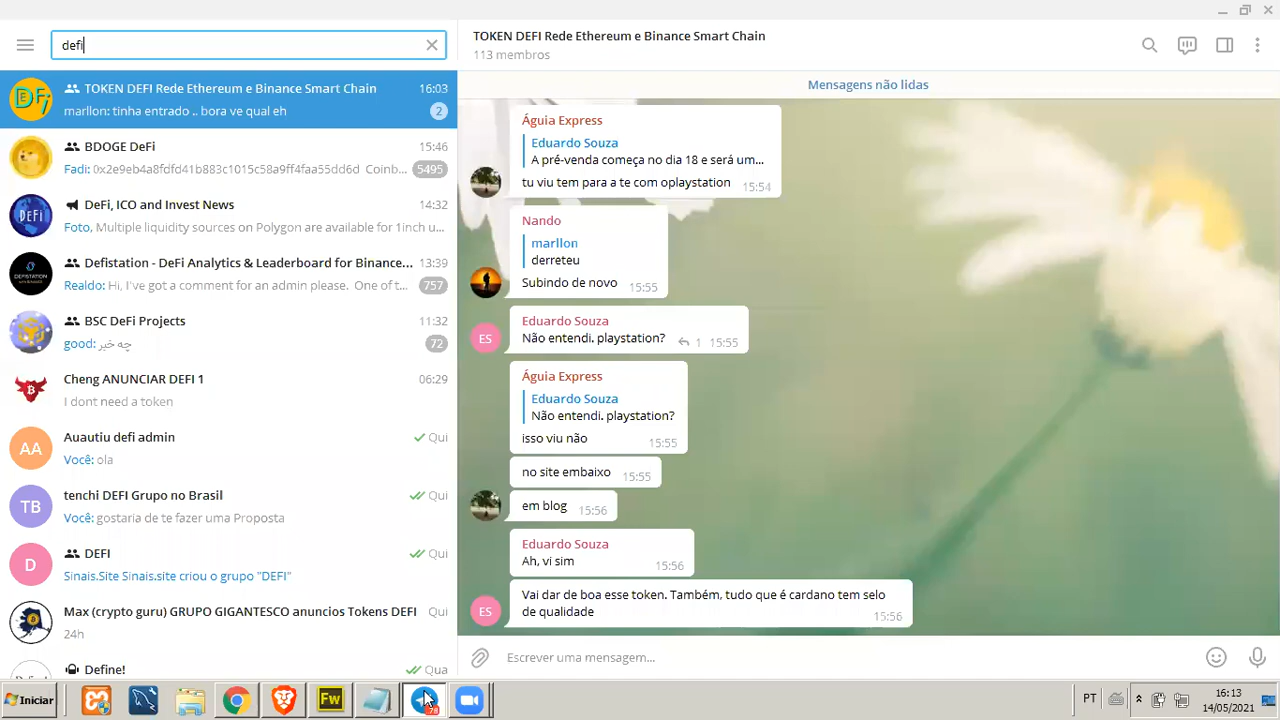 defi
TOKEN DEFI Rede Ethereum e Binance Smart Chain 16:03
marllon: tinha entrado .. bora ve qual eh 2
BDOGE DeFi 15:46
Fadi: 0x2e9eb4a8fdfd41b883c1015c58a9ff4faa55dd6d Coinb... 5495
DeFi, ICO and Invest News 14:32
Foto, Multiple liquidity sources on Polygon are available for 1inch u...
Defistation - DeFi Analytics & Leaderboard for Binance... 13:39
Realdo: Hi, I've got a comment for an admin please. One of t... 757
BSC DeFi Projects 11:32
good: چه خبر 72
Cheng ANUNCIAR DEFI 1 06:29
I dont need a token
AA
Auautiu defi admin Qui
Você: ola
TB
tenchi DEFI Grupo no Brasil Qui
Você: gostaria de te fazer uma Proposta
D
DEFI Qui
Sinais.Site Sinais.site criou o grupo "DEFI"
Max (crypto guru) GRUPO GIGANTESCO anuncios Tokens DEFI Qui
24h
Define! Qua
TOKEN DEFI Rede Ethereum e Binance Smart Chain
113 membros
Mensagens não lidas
Águia Express
Eduardo Souza
A pré-venda começa no dia 18 e será um...
tu viu tem para a te com oplaystation 15:54
Nando
marllon
derreteu
Subindo de novo 15:55
ES
Eduardo Souza
Não entendi. playstation? 1 15:55
Águia Express
Eduardo Souza
Não entendi. playstation?
isso viu não 15:55
no site embaixo 15:55
em blog 15:56
Eduardo Souza
Ah, vi sim 15:56
Vai dar de boa esse token. Também, tudo que é cardano tem selo
de qualidade 15:56
ES
Escrever uma mensagem...
Iniciar
Fw
PT
16:13
14/05/2021